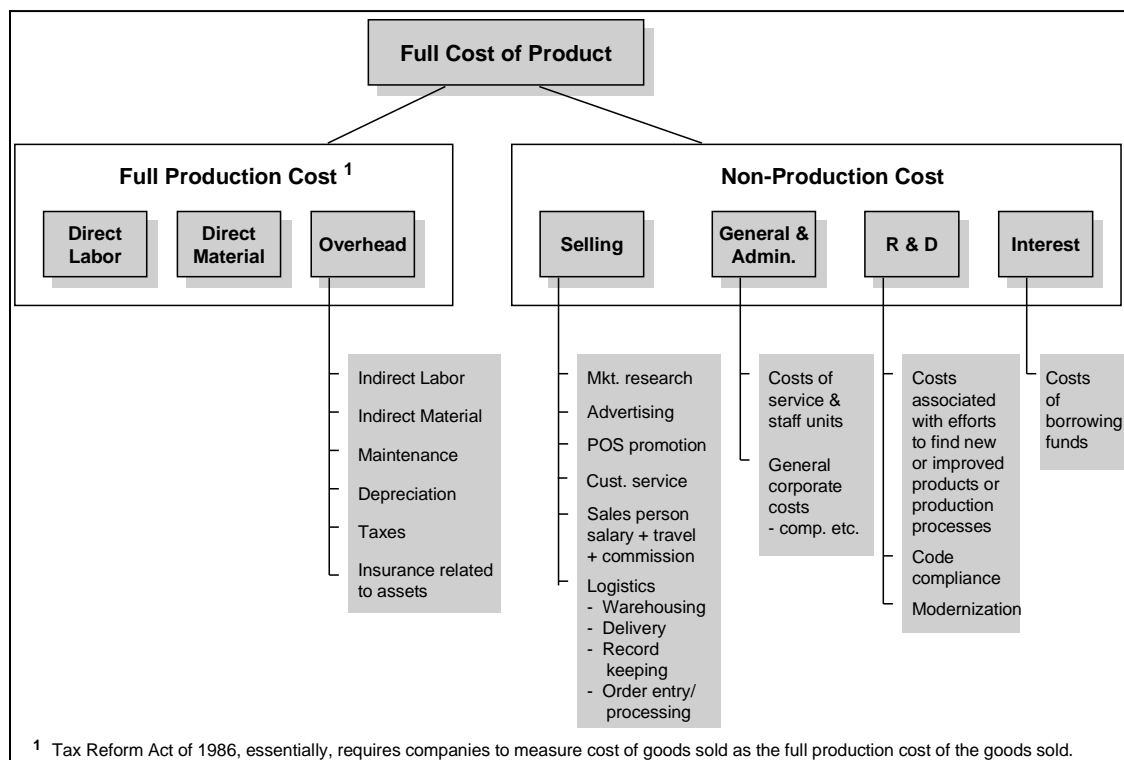 Full Cost of Product
Full Production Cost 1
Non-Production Cost
Direct
Labor
Direct
Material
Overhead
Selling
General &
Admin.
R & D
Interest
Indirect Labor
Indirect Material
Maintenance
Depreciation
Taxes
Insurance related
to assets
Mkt. research
Advertising
POS promotion
Cust. service
Sales person
salary + travel
+ commission
Logistics
- Warehousing
- Delivery
- Record
keeping
- Order entry/
processing
Costs of
service &
staff units
General
corporate
costs
- comp. etc.
Costs
associated
with efforts
to find new
or improved
products or
production
processes
Code
compliance
Modernization
Costs
of
borrowing
funds
1 Tax Reform Act of 1986, essentially, requires companies to measure cost of goods sold as the full production cost of the goods sold.